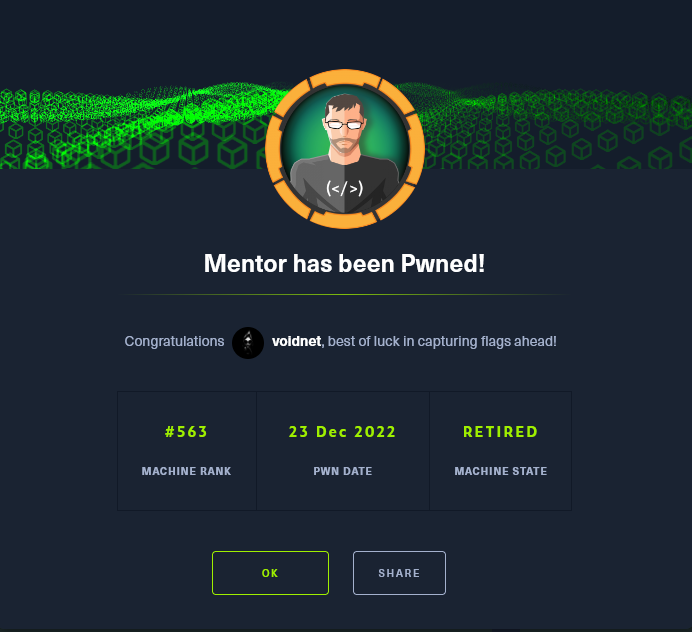 (</>)
Mentor has been Pwned!
Congratulations voidnet, best of luck in capturing flags ahead!
#563 23 Dec 2022 RETIRED
MACHINE RANK PWN DATE MACHINE STATE
OK SHARE